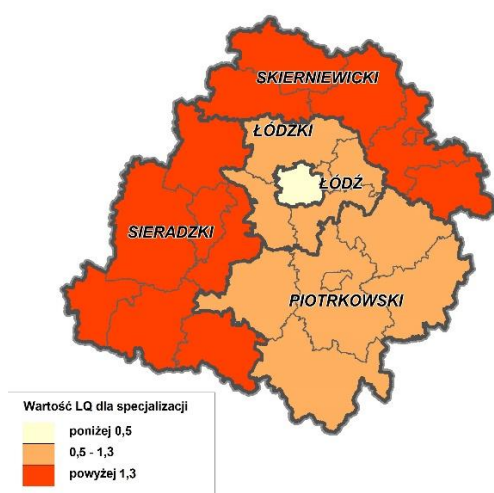 SKIERNIEWICKI
ŁÓDZKI
ŁÓDŹ
SIERADZKI
PIOTRKOWSKI
Wartość LQ dla specjalizacji
poniżej 0,5
0,5 - 1,3
powyżej 1,3